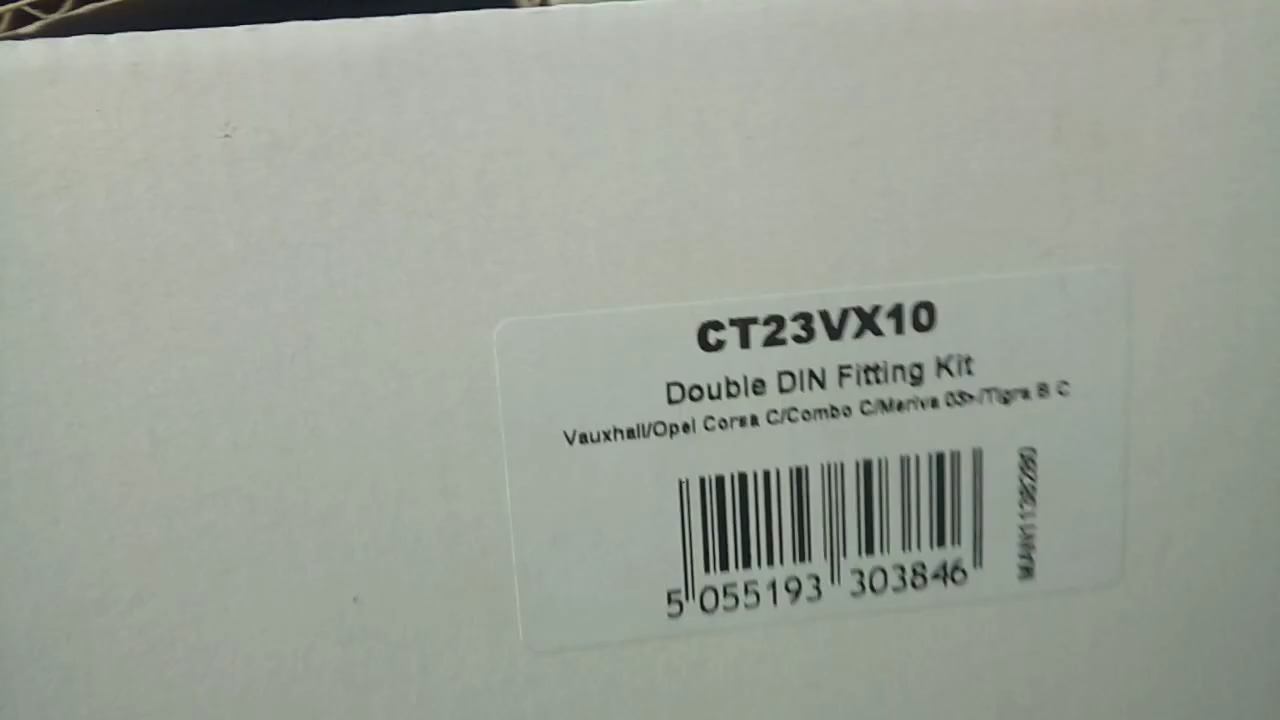 CT23VX10
Double DIN Fitting Kit
Vauxhall/Opel Corsa C/Combo C/Meriva 03>/Tigra B C
5 055193 303846